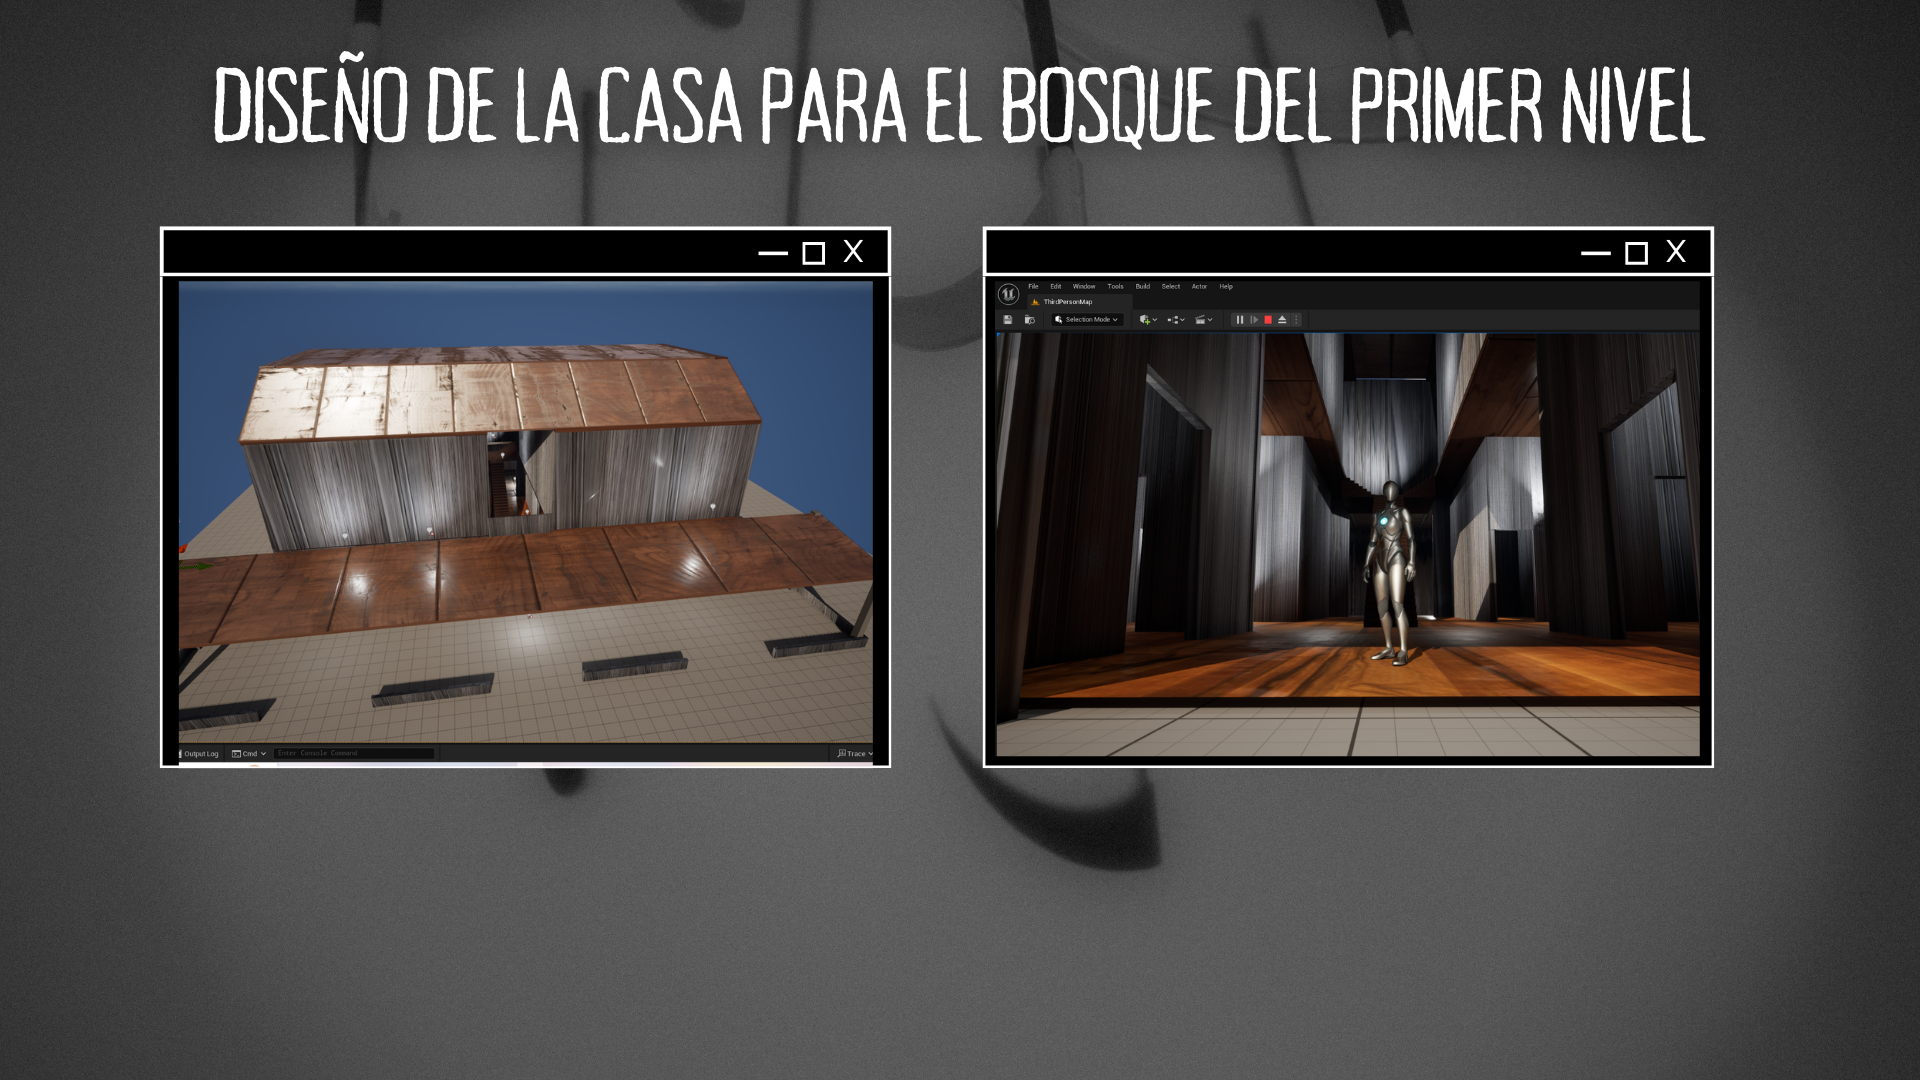 DISEÑO DE LA CASA PARA EL BOSQUE DEL PRIMER NIVEL
X
X
File Edit Window Tools Build Select Actor Help
ThirdPersonMap
Selection Mode
Output Log Cmd Enter Console Command Trace